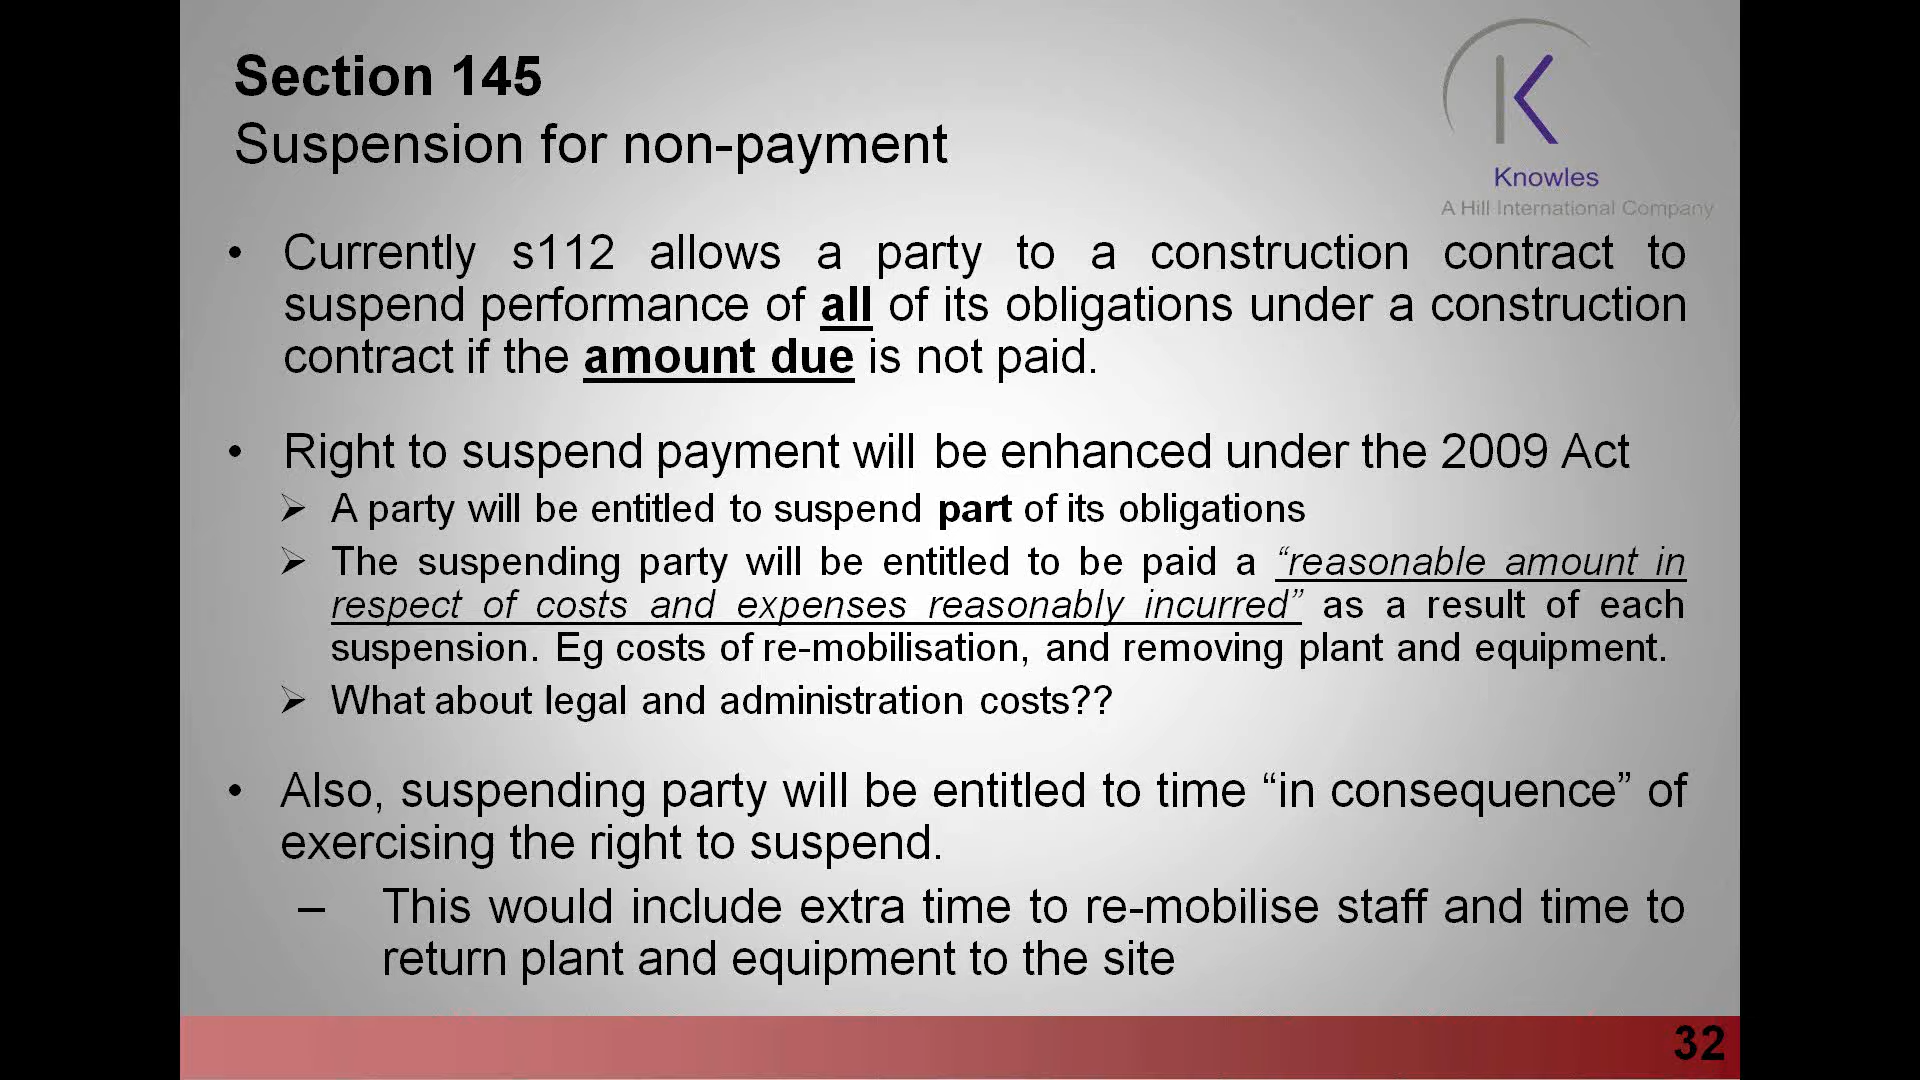 Section 145
Suspension for non-payment
Knowles
A Hill International Company
• Currently s112 allows a party to a construction contract to
suspend performance of all of its obligations under a construction
contract if the amount due is not paid.
• Right to suspend payment will be enhanced under the 2009 Act
➢ A party will be entitled to suspend part of its obligations
➢ The suspending party will be entitled to be paid a “reasonable amount in
respect of costs and expenses reasonably incurred” as a result of each
suspension. Eg costs of re-mobilisation, and removing plant and equipment.
➢ What about legal and administration costs??
• Also, suspending party will be entitled to time “in consequence” of
exercising the right to suspend.
– This would include extra time to re-mobilise staff and time to
return plant and equipment to the site
32